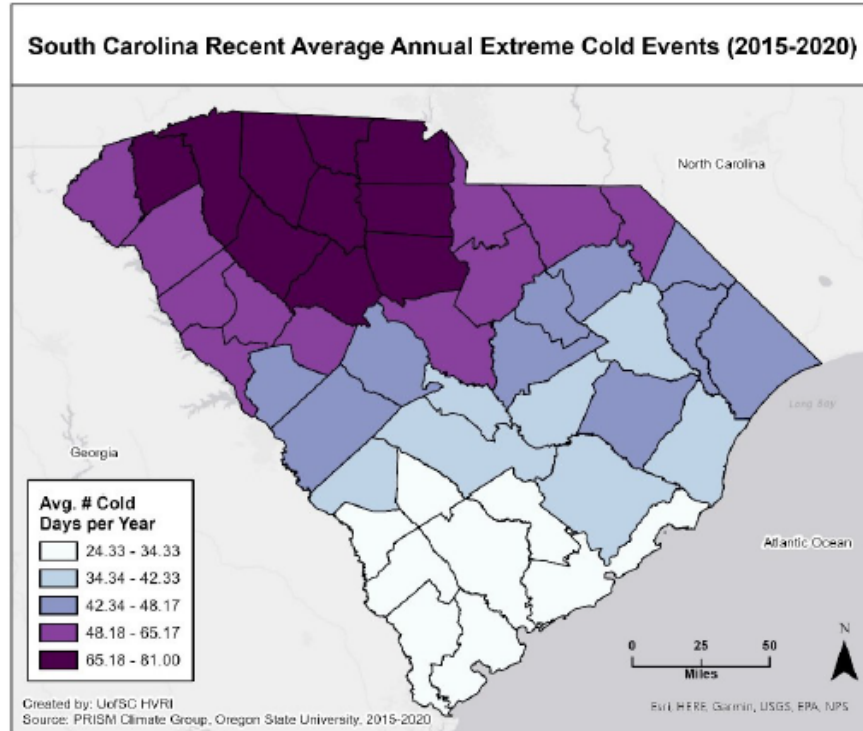 South Carolina Recent Average Annual Extreme Cold Events (2015-2020)
North Carolina
Long Bay
Georgia
Avg. # Cold
Days per Year
24.33 - 34.33
34.34 - 42.33
42.34 - 48.17
48.18 - 65.17
65.18 - 81.00
Atlantic Ocean
0 25 50
Miles
N
Created by: UofSC HVRI
Source: PRISM Climate Group, Oregon State University, 2015-2020
Esri, HERE, Garmin, USGS, EPA, NPS